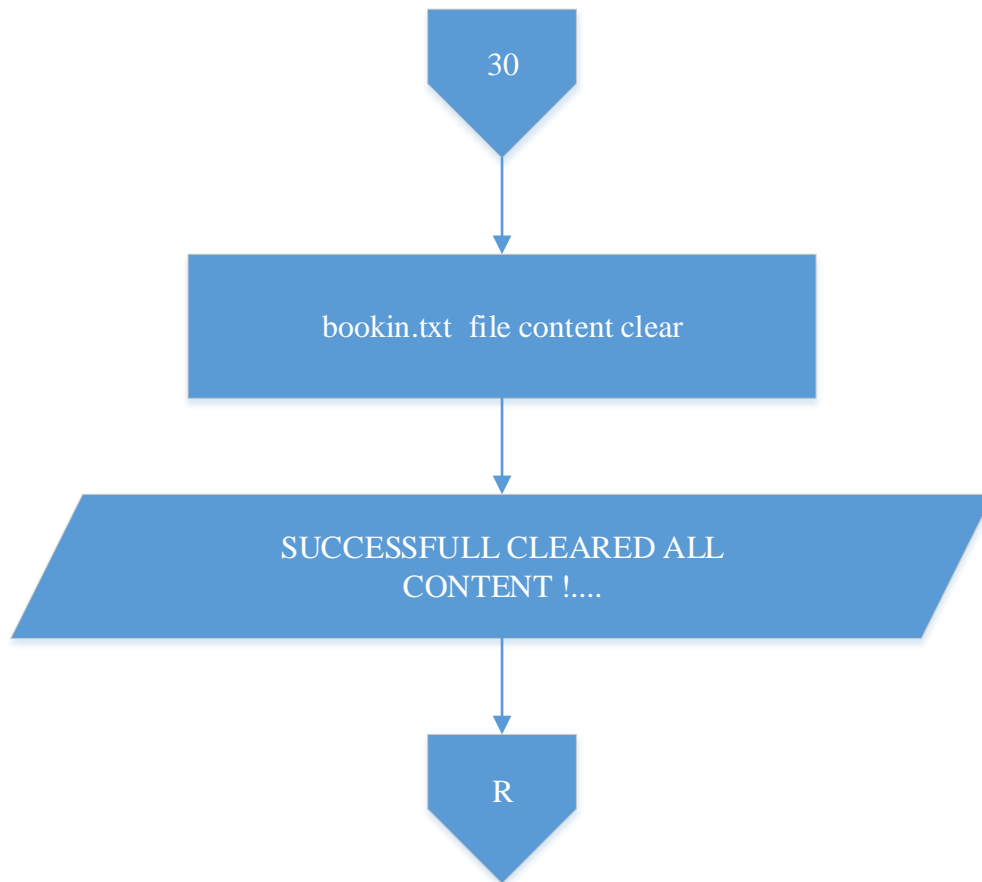 30
bookin.txt  file content clear
SUCCESSFULL CLEARED ALL
CONTENT !....
R